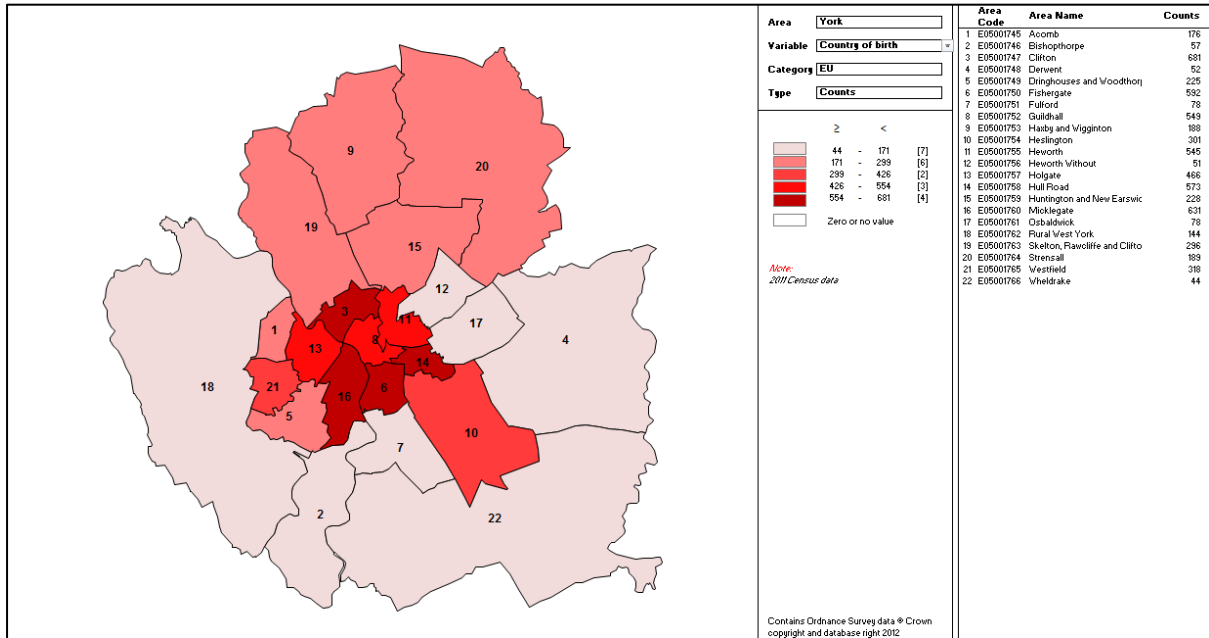 9
20
19
15
12
3
11
17
1
8
13
4
14
18
21
6
16
5
10
7
2
22
Area York
Variable Country of birth
Category EU
Type Counts
≥ <
44 - 171 [7]
171 - 299 [6]
299 - 426 [2]
426 - 554 [3]
554 - 681 [4]
Zero or no value
Note:
2011 Census data
Contains Ordnance Survey data © Crown
copyright and database right 2012
Area Code Area Name Counts
1 E05001745 Acomb 176
2 E05001746 Bishopthorpe 57
3 E05001747 Clifton 681
4 E05001748 Derwent 52
5 E05001749 Dringhouses and Woodthorp 225
6 E05001750 Fishergate 592
7 E05001751 Fulford 78
8 E05001752 Guildhall 549
9 E05001753 Haxby and Wigginton 188
10 E05001754 Heslington 301
11 E05001755 Heworth 545
12 E05001756 Heworth Without 51
13 E05001757 Holgate 466
14 E05001758 Hull Road 573
15 E05001759 Huntington and New Earswic 228
16 E05001760 Micklegate 631
17 E05001761 Osbaldwick 78
18 E05001762 Rural West York 144
19 E05001763 Skelton, Rawcliffe and Clifto 296
20 E05001764 Strensall 189
21 E05001765 Westfield 318
22 E05001766 Wheldrake 44